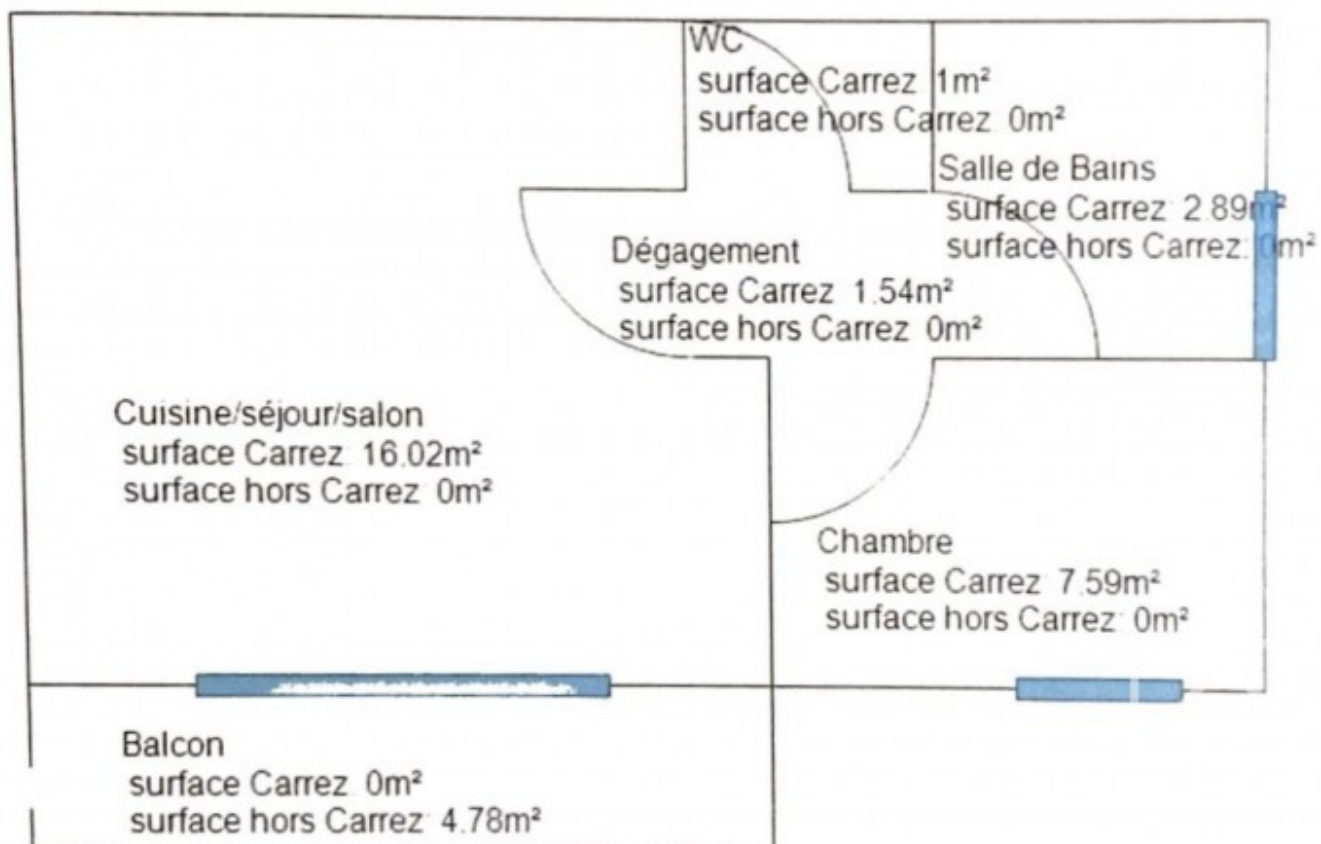 WC
surface Carrez 1m²
surface hors Carrez 0m²
Salle de Bains
surface Carrez: 2.89m²
surface hors Carrez: 0m²
Dégagement
surface Carrez 1.54m²
surface hors Carrez 0m²
Cuisine/séjour/salon
surface Carrez 16.02m²
surface hors Carrez 0m²
Chambre
surface Carrez 7.59m²
surface hors Carrez 0m²
Balcon
surface Carrez 0m²
surface hors Carrez 4.78m²